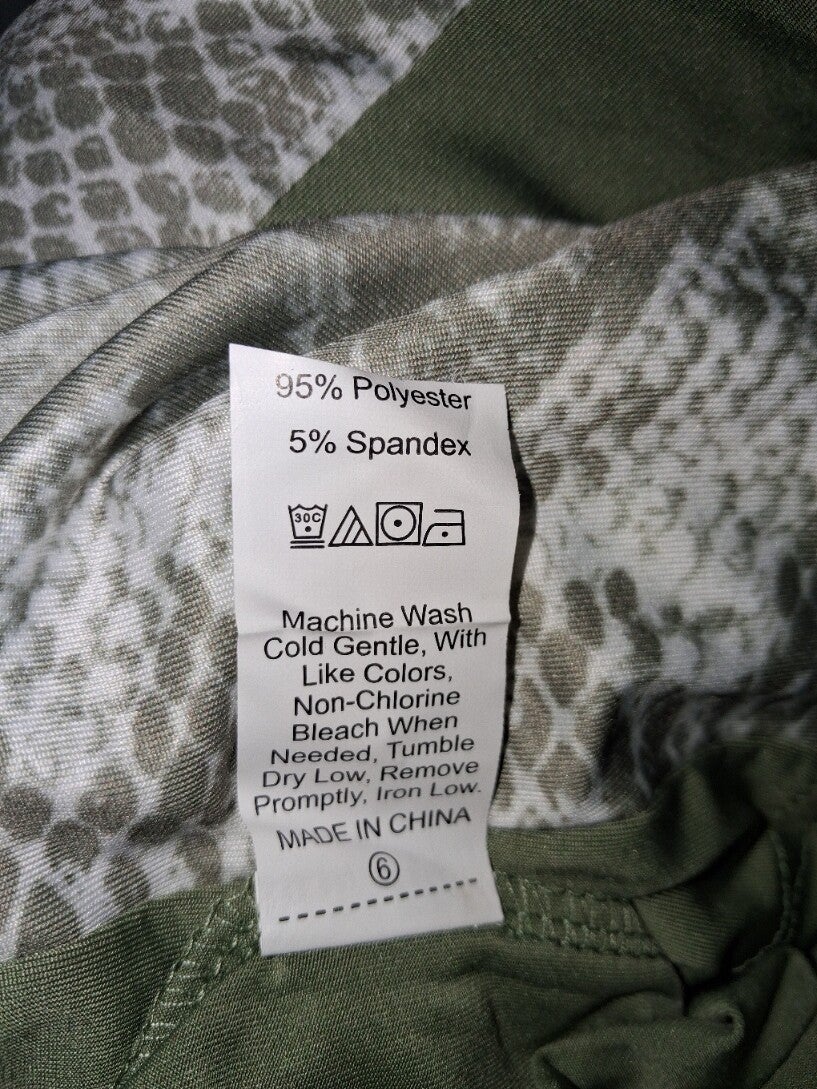 95% Polyester
5% Spandex
30C
Machine Wash
Cold Gentle, With
Like Colors,
Non-Chlorine
Bleach When
Needed, Tumble
Dry Low, Remove
Promptly, Iron Low.
MADE IN CHINA
⑥